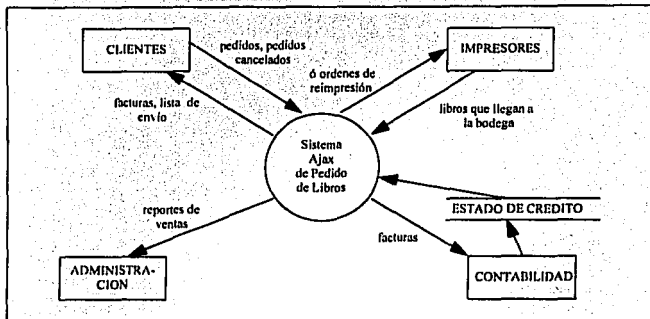 CLIENTES
pedidos, pedidos
cancelados
IMPRESORES
ó ordenes de
reimpresión
facturas, lista de
envío
libros que llegan a
la bodega
Sistema
Ajax
de Pedido
de Libros
ESTADO DE CREDITO
reportes de
ventas
facturas
ADMINISTRA-
CION
CONTABILIDAD